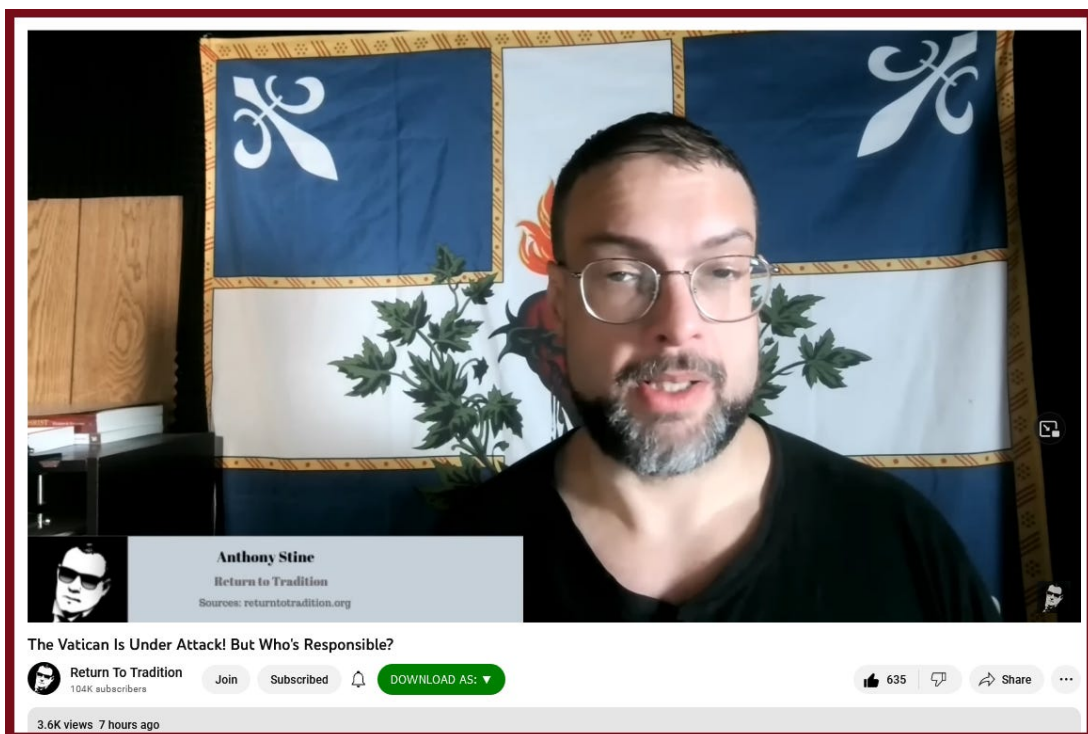 Anthony Stine
Return to Tradition
Sources: returntotradition.org
The Vatican Is Under Attack! But Who's Responsible?
Return To Tradition
104K subscribers
Join
Subscribed
DOWNLOAD AS: ▼
635
Share
3.6K views 7 hours ago